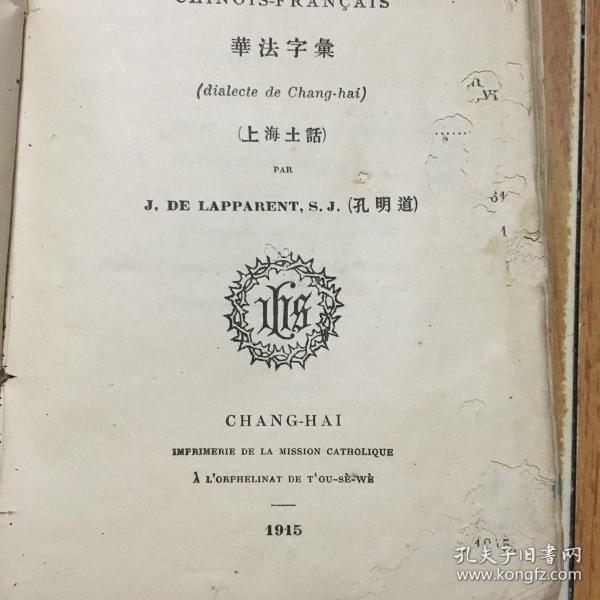 CHINOIS-FRANÇAIS
華法字彙
(dialecte de Chang-hai)
(上海土話)
PAR
J. DE LAPPARENT, S. J. (孔明道)
ihs
CHANG-HAI
IMPRIMERIE DE LA MISSION CATHOLIQUE
À L'ORPHELINAT DE T‘OU-SÈ-WÈ
1915
1915
孔夫子旧书网
www.kongfz.com